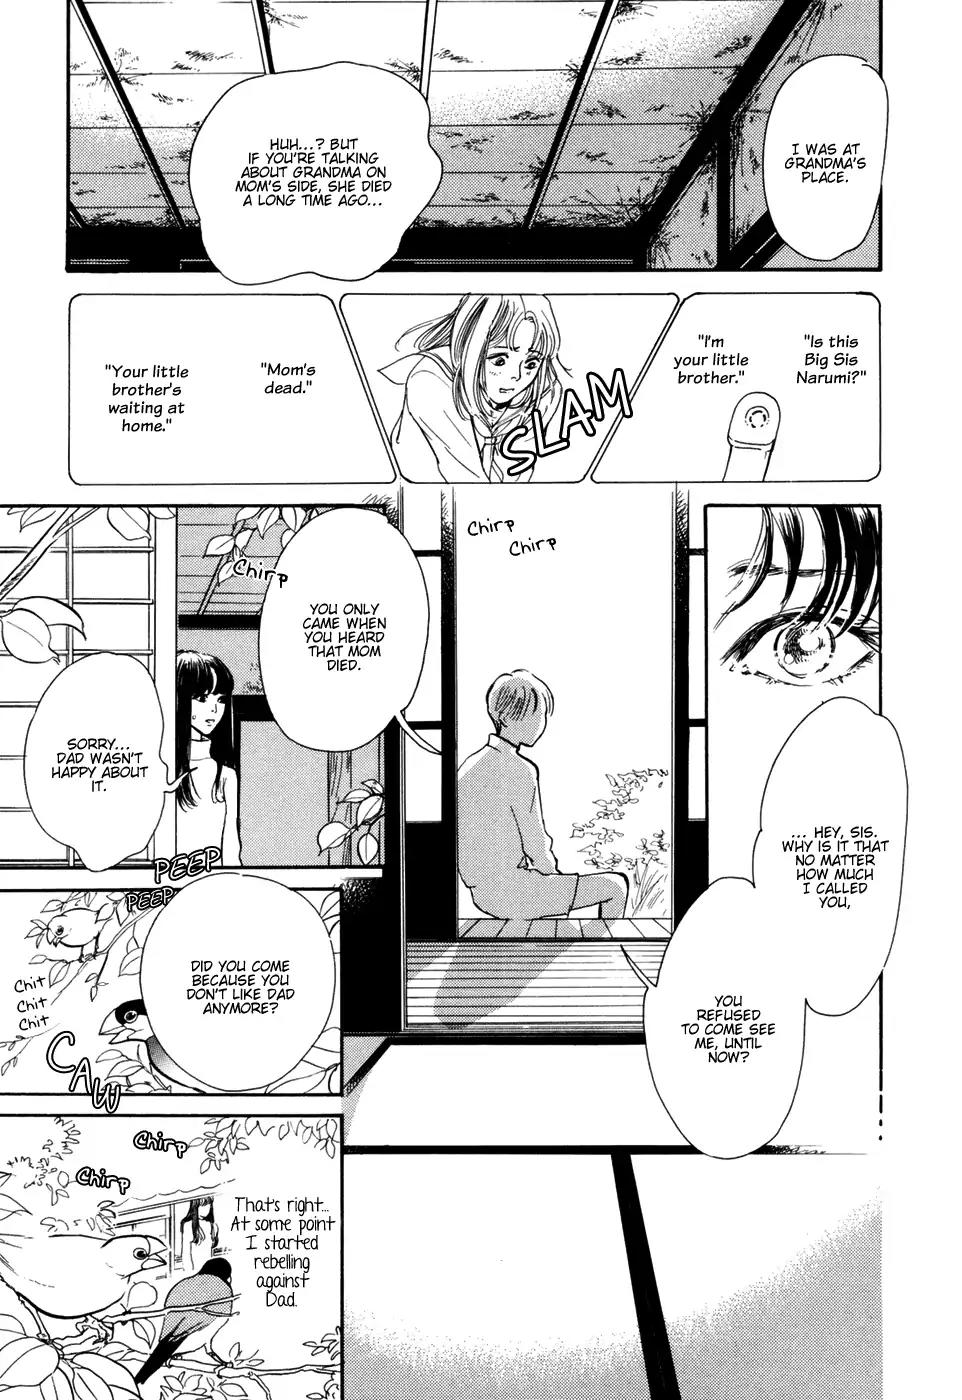 I WAS AT
GRANDMA'S
PLACE.
HUH...? BUT
IF YOU'RE TALKING
ABOUT GRANDMA ON
MOM'S SIDE, SHE DIED
A LONG TIME AGO...
"Is this
Big Sis
Narumi?"
"I'm
your little
brother."
SLAM
"Mom's
dead."
"Your little
brother's
waiting at
home."
... HEY, SIS.
WHY IS IT THAT
NO MATTER
HOW MUCH
I CALLED
YOU,
YOU
REFUSED
TO COME SEE
ME, UNTIL
NOW?
Chirp
Chirp
YOU ONLY
CAME WHEN
YOU HEARD
THAT MOM
DIED.
Chirp
SORRY...
DAD WASN'T
HAPPY ABOUT
IT.
PEEP
PEEP
DID YOU COME
BECAUSE YOU
DON'T LIKE DAD
ANYMORE?
Chit
Chit
Chit
CAW
Chirp
Chirp
That's right...
At some point
I started
rebelling
against
Dad.